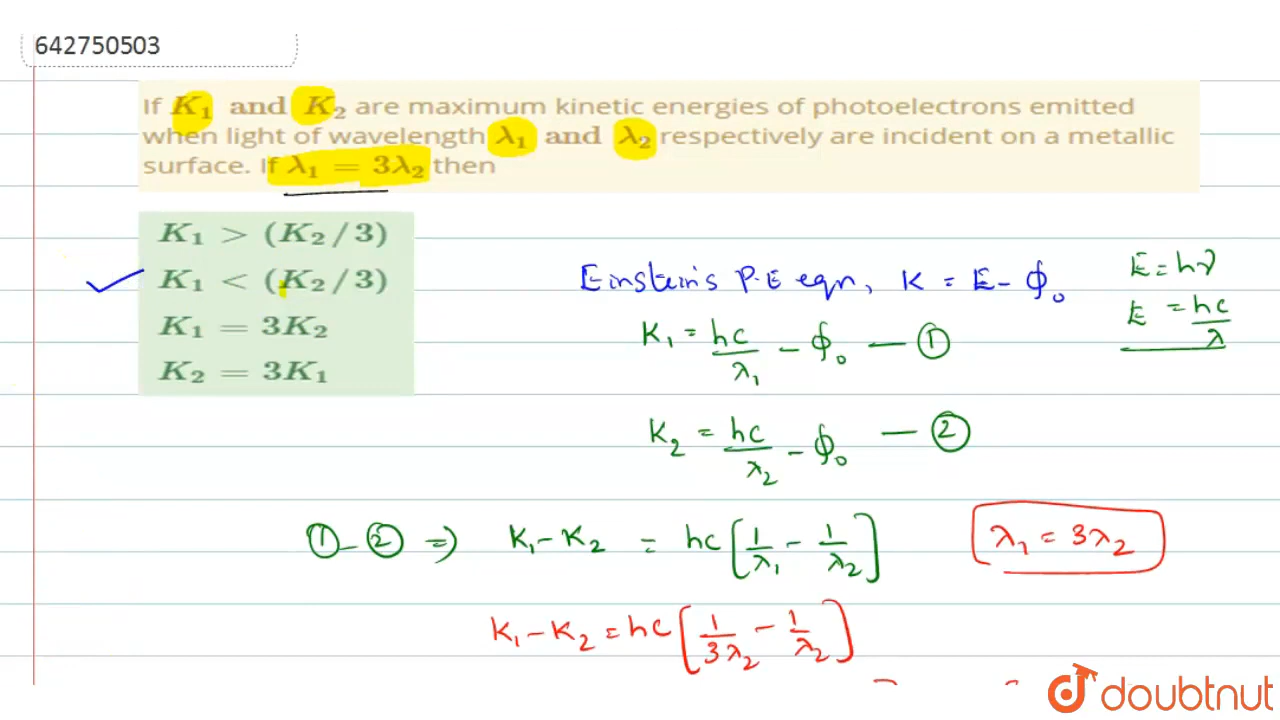 642750503
If K₁ and K₂ are maximum kinetic energies of photoelectrons emitted
when light of wavelength λ₁ and λ₂ respectively are incident on a metallic
surface. If λ₁ = 3λ₂ then
K₁ > (K₂/3)
K₁ < (K₂/3)
K₁ = 3K₂
K₂ = 3K₁
Einstein's P.E eqn, K = E - ϕ₀
E = hν
E = hc/λ
K₁ = hc/λ₁ - ϕ₀ — ①
K₂ = hc/λ₂ - ϕ₀ — ②
① - ② ⇒ K₁ - K₂ = hc[1/λ₁ - 1/λ₂]
λ₁ = 3λ₂
K₁ - K₂ = hc[1/3λ₂ - 1/λ₂]
doubtnut